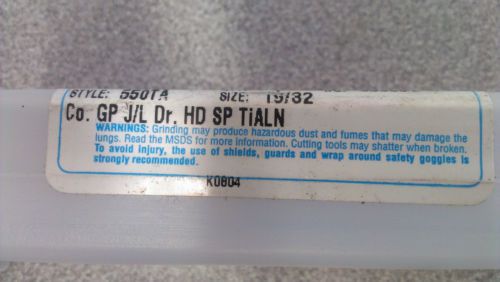 STYLE: 550TA SIZE: 19/32
Co. GP J/L Dr. HD SP TiALN
WARNINGS: Grinding may produce hazardous dust and fumes that may damage the
lungs. Read the MSDS for more information. Cutting tools may shatter when broken.
To avoid injury, the use of shields, guards and wrap around safety goggles is
strongly recommended.
K0804